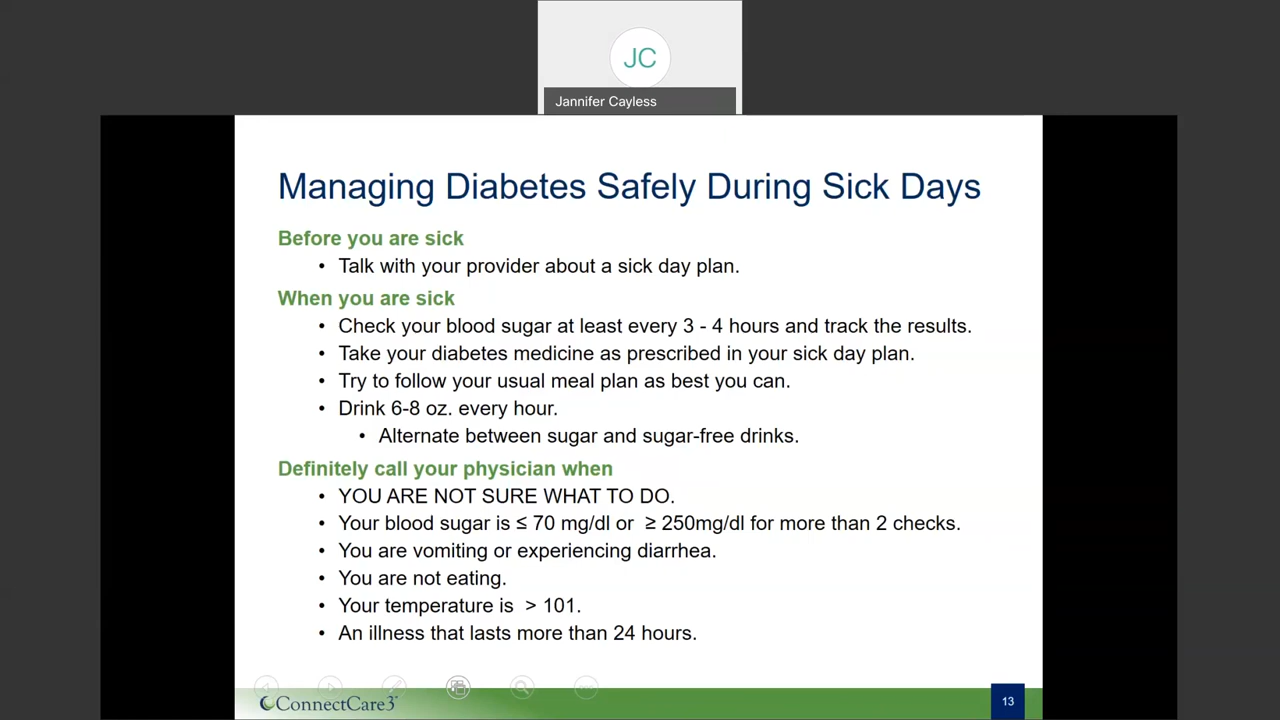 JC
Jannifer Cayless
Managing Diabetes Safely During Sick Days
Before you are sick
• Talk with your provider about a sick day plan.
When you are sick
• Check your blood sugar at least every 3 - 4 hours and track the results.
• Take your diabetes medicine as prescribed in your sick day plan.
• Try to follow your usual meal plan as best you can.
• Drink 6-8 oz. every hour.
• Alternate between sugar and sugar-free drinks.
Definitely call your physician when
• YOU ARE NOT SURE WHAT TO DO.
• Your blood sugar is ≤ 70 mg/dl or ≥ 250mg/dl for more than 2 checks.
• You are vomiting or experiencing diarrhea.
• You are not eating.
• Your temperature is > 101.
• An illness that lasts more than 24 hours.
ConnectCare3
13